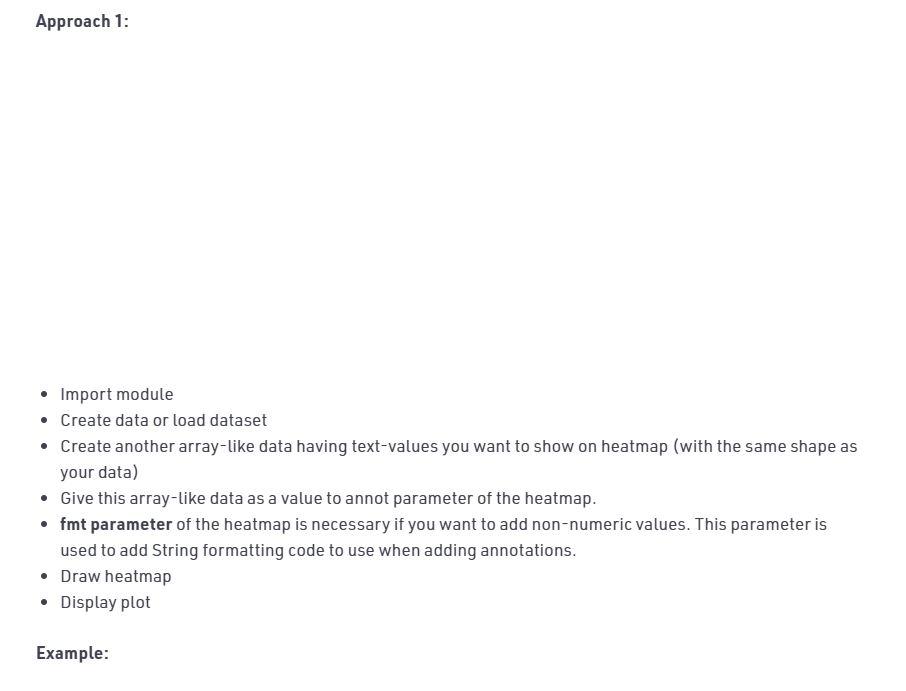 Approach 1:
• Import module
• Create data or load dataset
• Create another array-like data having text-values you want to show on heatmap (with the same shape as
your data)
• Give this array-like data as a value to annot parameter of the heatmap.
• fmt parameter of the heatmap is necessary if you want to add non-numeric values. This parameter is
used to add String formatting code to use when adding annotations.
• Draw heatmap
• Display plot
Example: